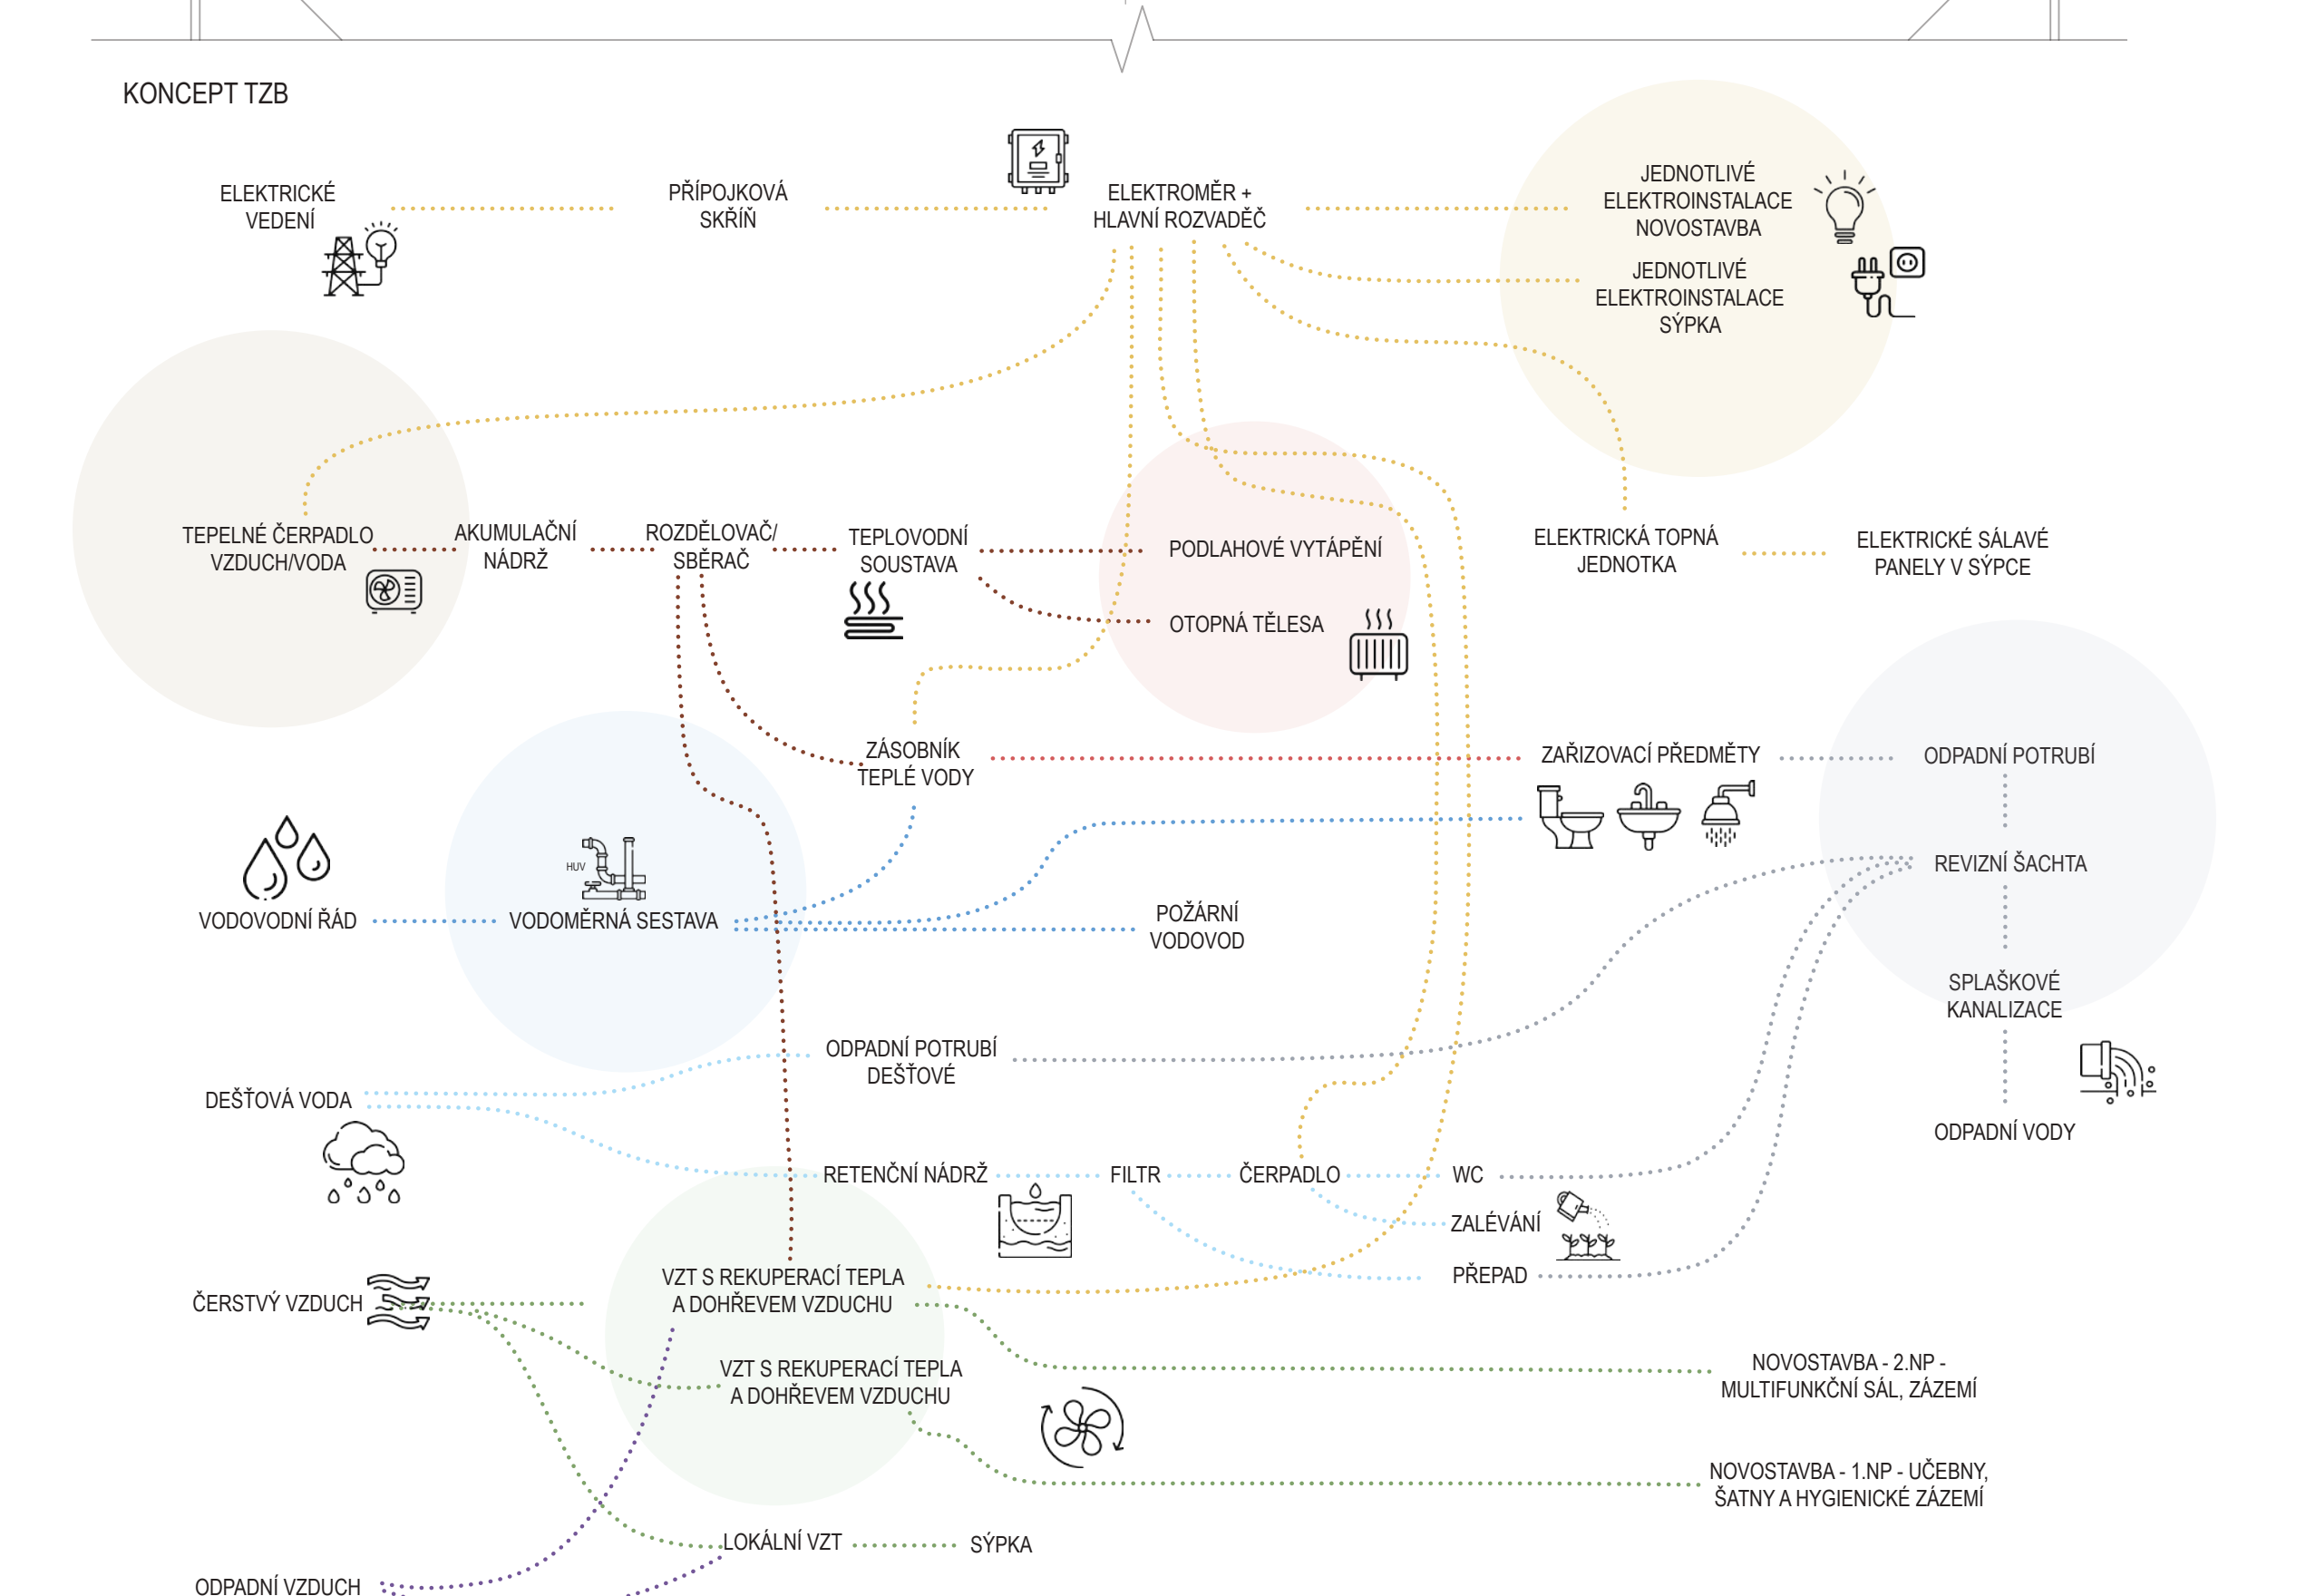 KONCEPT TZB
ELEKTRICKÉ
VEDENÍ
PŘÍPOJKOVÁ
SKŘÍŇ
ELEKTROMĚR +
HLAVNÍ ROZVADĚČ
JEDNOTLIVÉ
ELEKTROINSTALACE
NOVOSTAVBA
JEDNOTLIVÉ
ELEKTROINSTALACE
SÝPKA
TEPELNÉ ČERPADLO
VZDUCH/VODA
AKUMULAČNÍ
NÁDRŽ
ROZDĚLOVAČ/
SBĚRAČ
TEPLOVODNÍ
SOUSTAVA
PODLAHOVÉ VYTÁPĚNÍ
OTOPNÁ TĚLESA
ELEKTRICKÁ TOPNÁ
JEDNOTKA
ELEKTRICKÉ SÁLAVÉ
PANELY V SÝPCE
ZÁSOBNÍK
TEPLÉ VODY
ZAŘIZOVACÍ PŘEDMĚTY
ODPADNÍ POTRUBÍ
HUV
VODOVODNÍ ŘÁD
VODOMĚRNÁ SESTAVA
POŽÁRNÍ
VODOVOD
REVIZNÍ ŠACHTA
SPLAŠKOVÉ
KANALIZACE
ODPADNÍ VODY
DEŠŤOVÁ VODA
ODPADNÍ POTRUBÍ
DEŠŤOVÉ
RETENČNÍ NÁDRŽ
FILTR
ČERPADLO
WC
ZALÉVÁNÍ
PŘEPAD
ČERSTVÝ VZDUCH
VZT S REKUPERACÍ TEPLA
A DOHŘEVEM VZDUCHU
VZT S REKUPERACÍ TEPLA
A DOHŘEVEM VZDUCHU
NOVOSTAVBA - 2.NP -
MULTIFUNKČNÍ SÁL, ZÁZEMÍ
NOVOSTAVBA - 1.NP - UČEBNY,
ŠATNY A HYGIENICKÉ ZÁZEMÍ
LOKÁLNÍ VZT
SÝPKA
ODPADNÍ VZDUCH